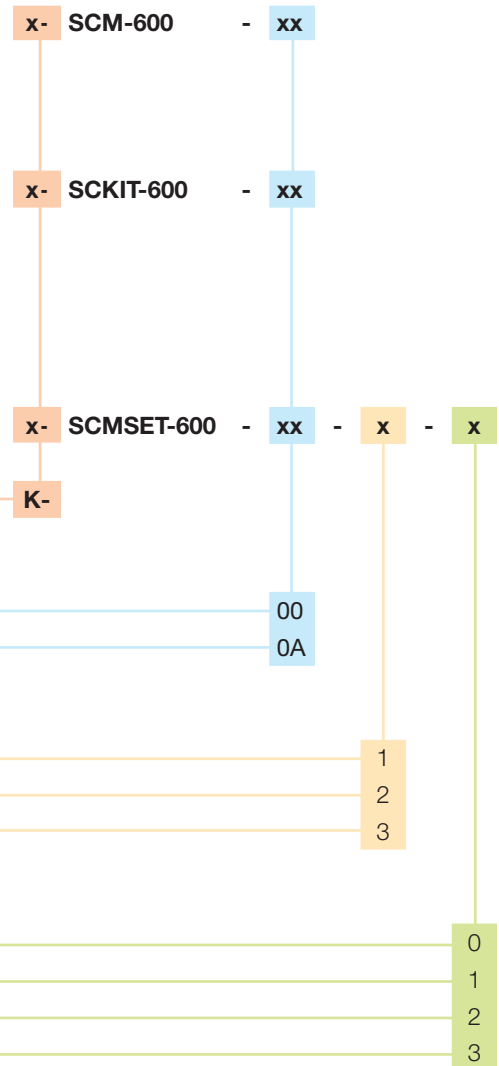 x- SCM-600 - xx
x- SCKIT-600 - xx
x- SCMSET-600 - xx - x - x
K-
00
0A
1
2
3
0
1
2
3